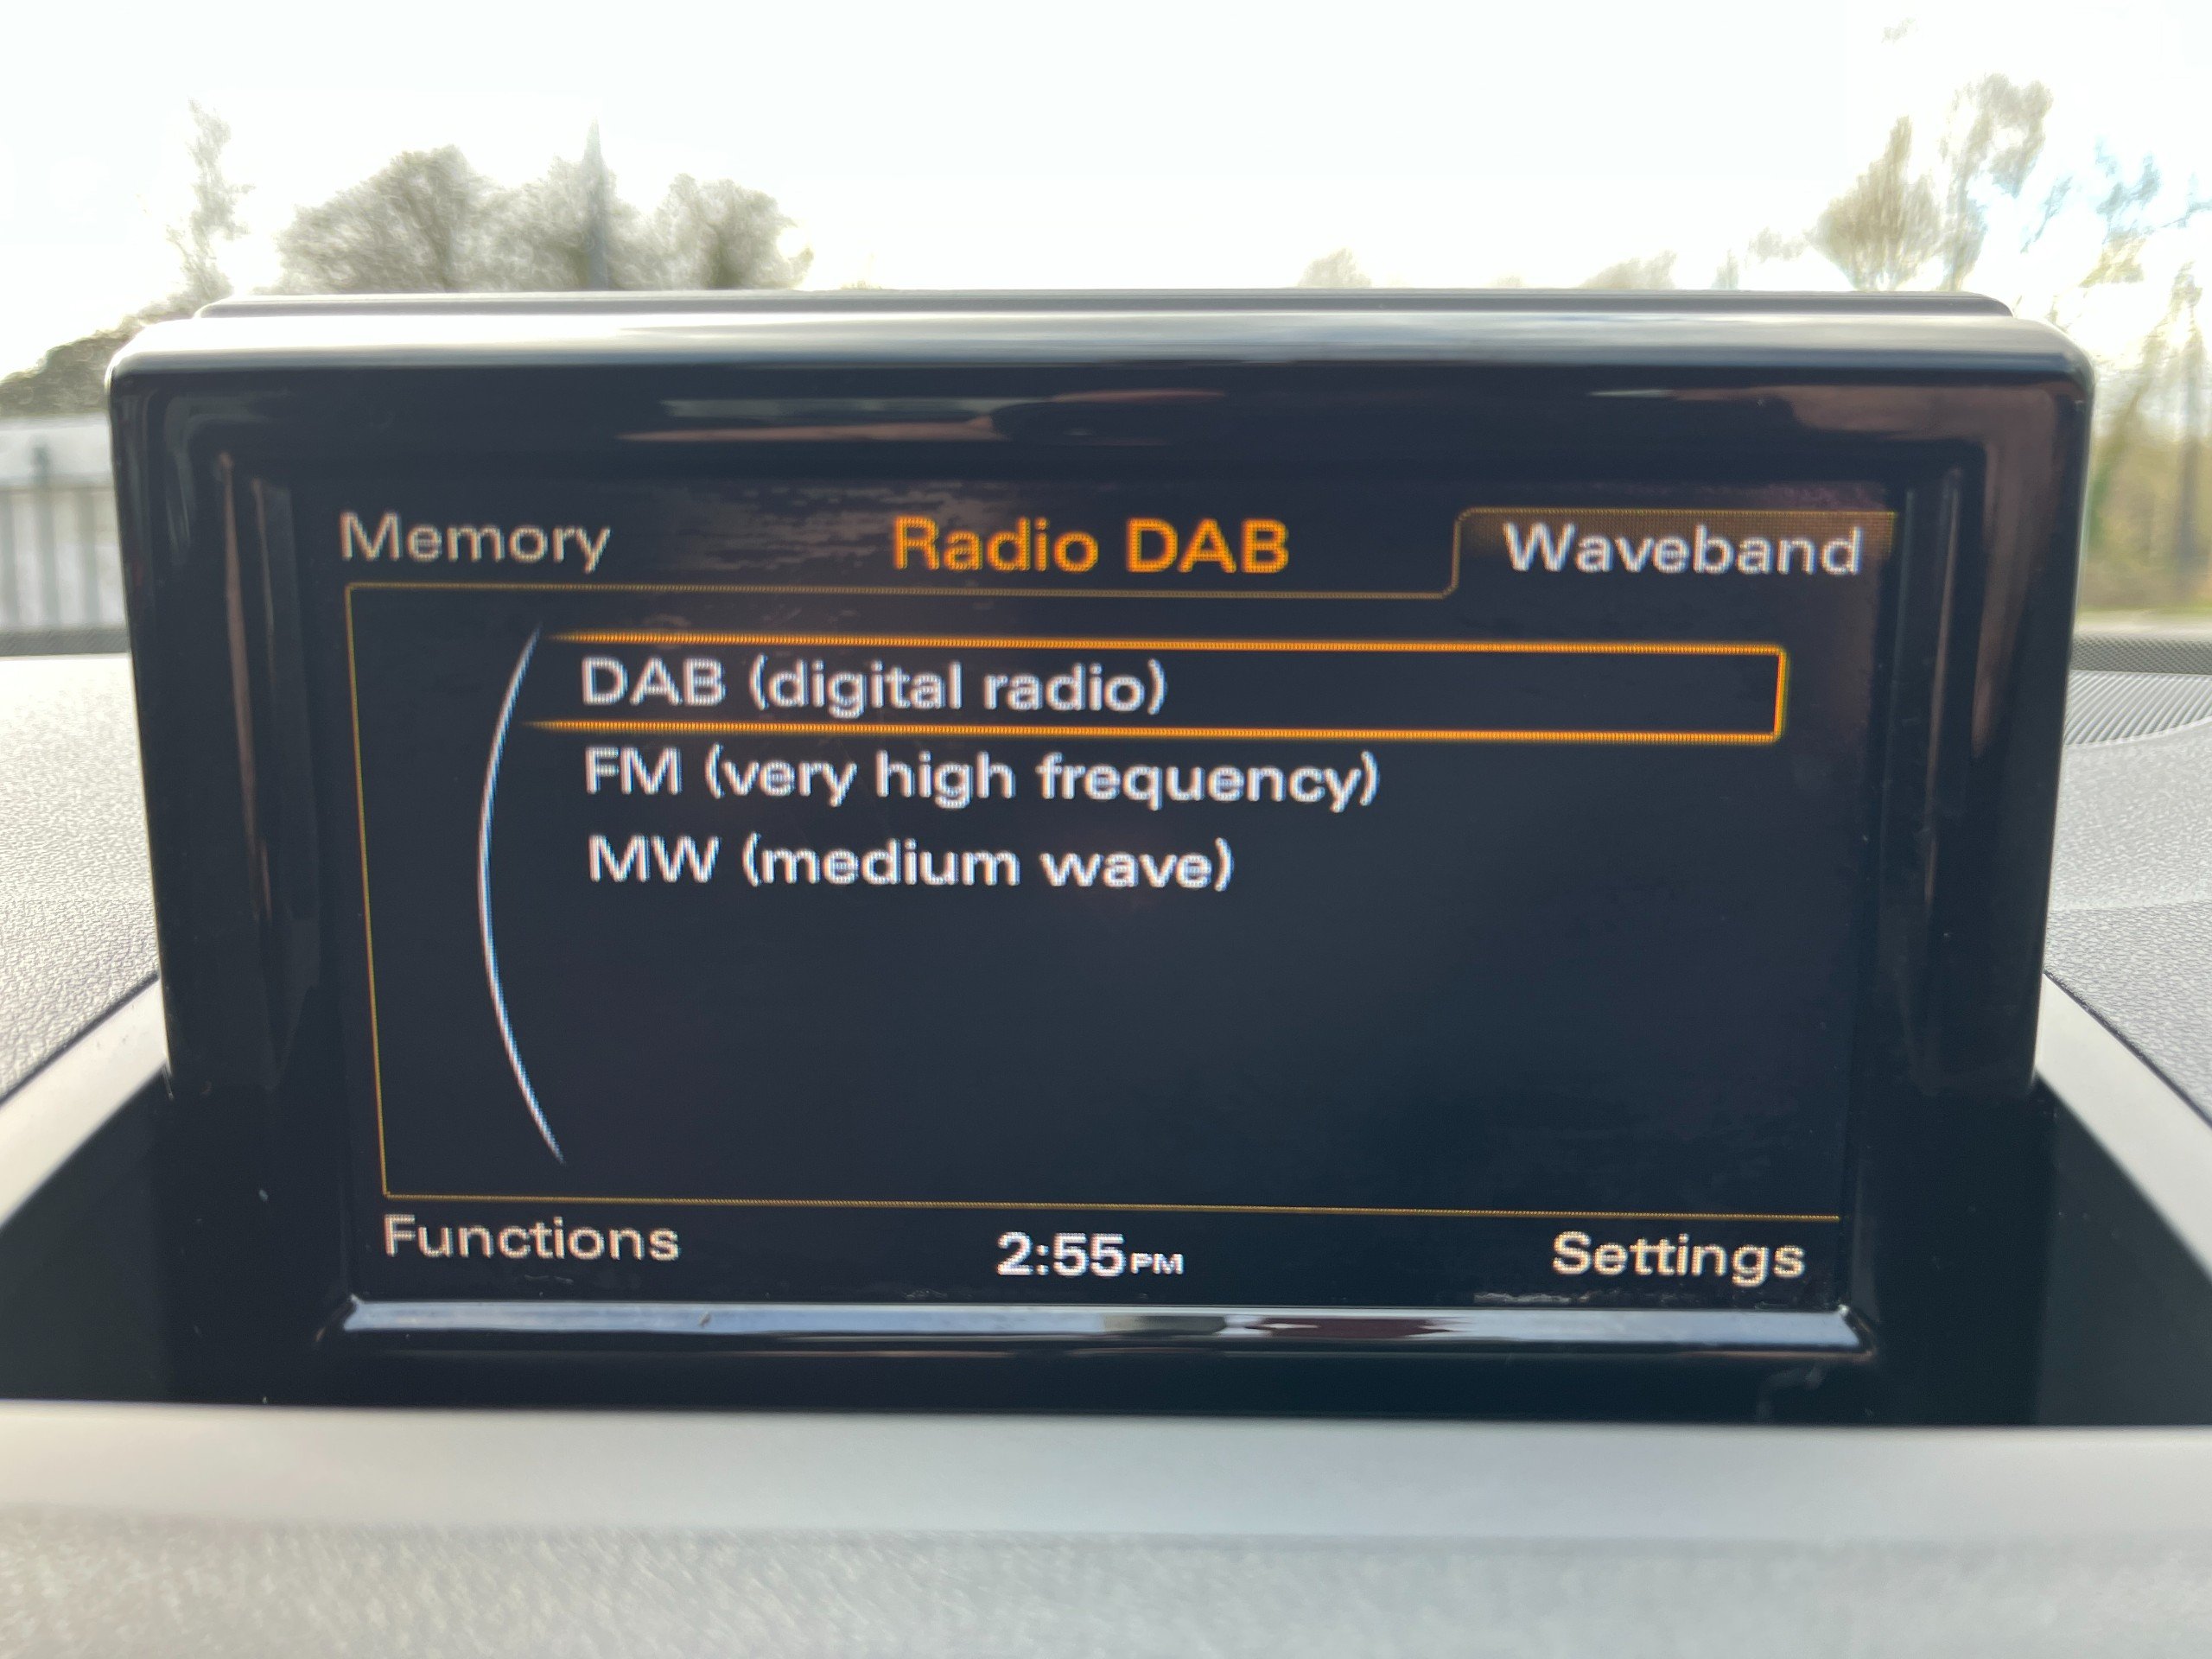 Memory Radio DAB Waveband
DAB (digital radio)
FM (very high frequency)
MW (medium wave)
Functions 2:55PM Settings